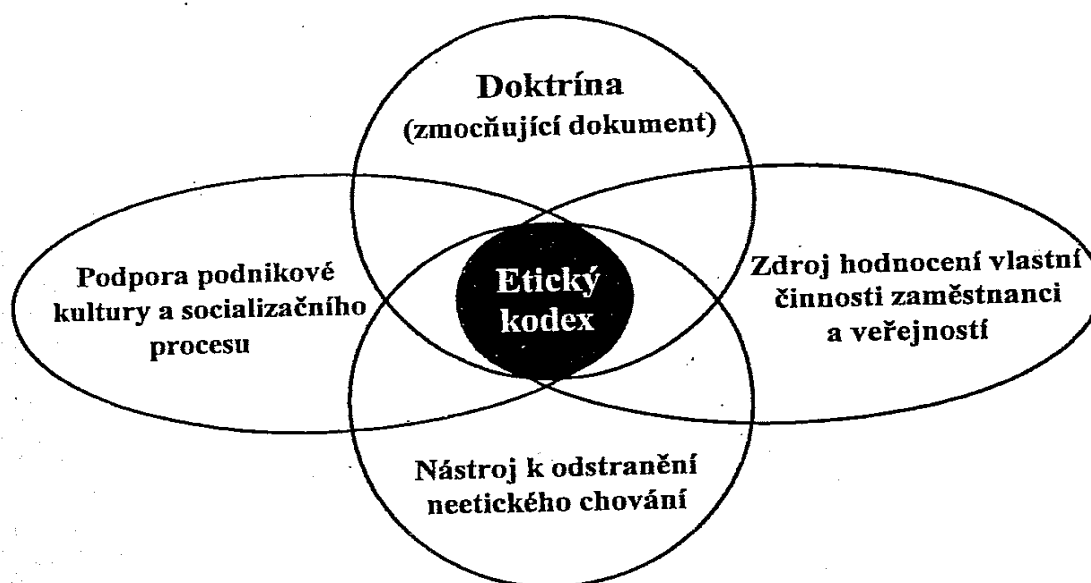 Doktrína
(zmocňující dokument)
Podpora podnikové
kultury a socializačního
procesu
Etický
kodex
Zdroj hodnocení vlastní
činnosti zaměstnanci
a veřejností
Nástroj k odstranění
neetického chování